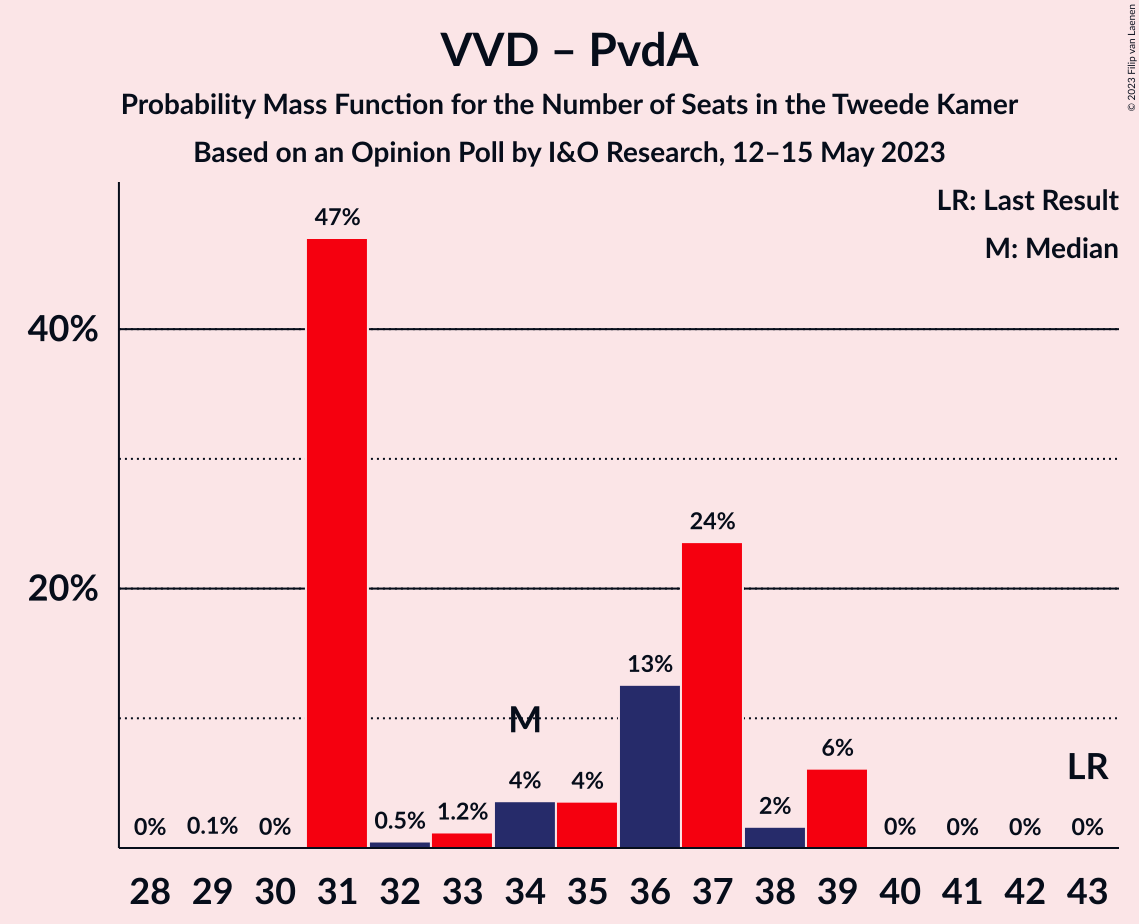 VVD – PvdA
Probability Mass Function for the Number of Seats in the Tweede Kamer
Based on an Opinion Poll by I&O Research, 12–15 May 2023
© 2023 Filip van Laenen
LR: Last Result
M: Median
47%
40%
24%
20%
13%
M
6%
LR
4%
4%
2%
1.2%
0%
0.1%
0%
0.5%
0%
0%
0%
0%
28 29 30 31 32 33 34 35 36 37 38 39 40 41 42 43